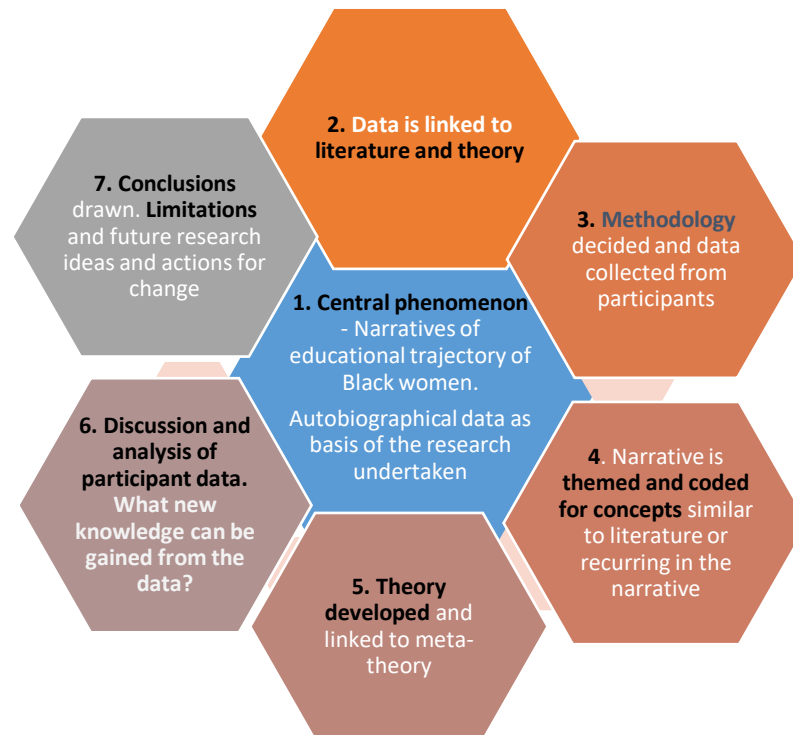 1. Central phenomenon
- Narratives of
educational trajectory of
Black women.
Autobiographical data as
basis of the research
undertaken
2. Data is linked to
literature and theory
3. Methodology
decided and data
collected from
participants
4. Narrative is
themed and coded
for concepts similar
to literature or
recurring in the
narrative
5. Theory
developed and
linked to meta-
theory
6. Discussion and
analysis of
participant data.
What new
knowledge can be
gained from the
data?
7. Conclusions
drawn. Limitations
and future research
ideas and actions for
change